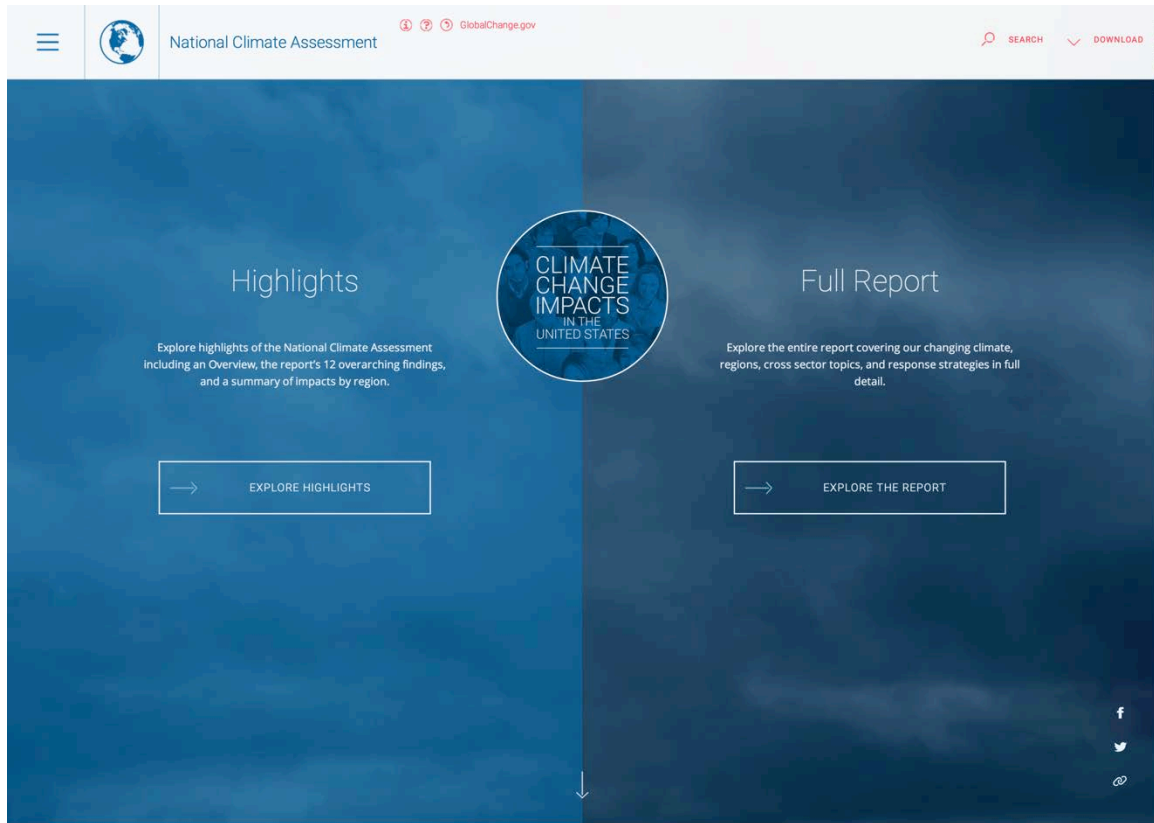 National Climate Assessment
GlobalChange.gov
SEARCH
DOWNLOAD
Highlights
Explore highlights of the National Climate Assessment
including an Overview, the report's 12 overarching findings,
and a summary of impacts by region.
EXPLORE HIGHLIGHTS
CLIMATE
CHANGE
IMPACTS
IN THE
UNITED STATES
Full Report
Explore the entire report covering our changing climate,
regions, cross sector topics, and response strategies in full
detail.
EXPLORE THE REPORT